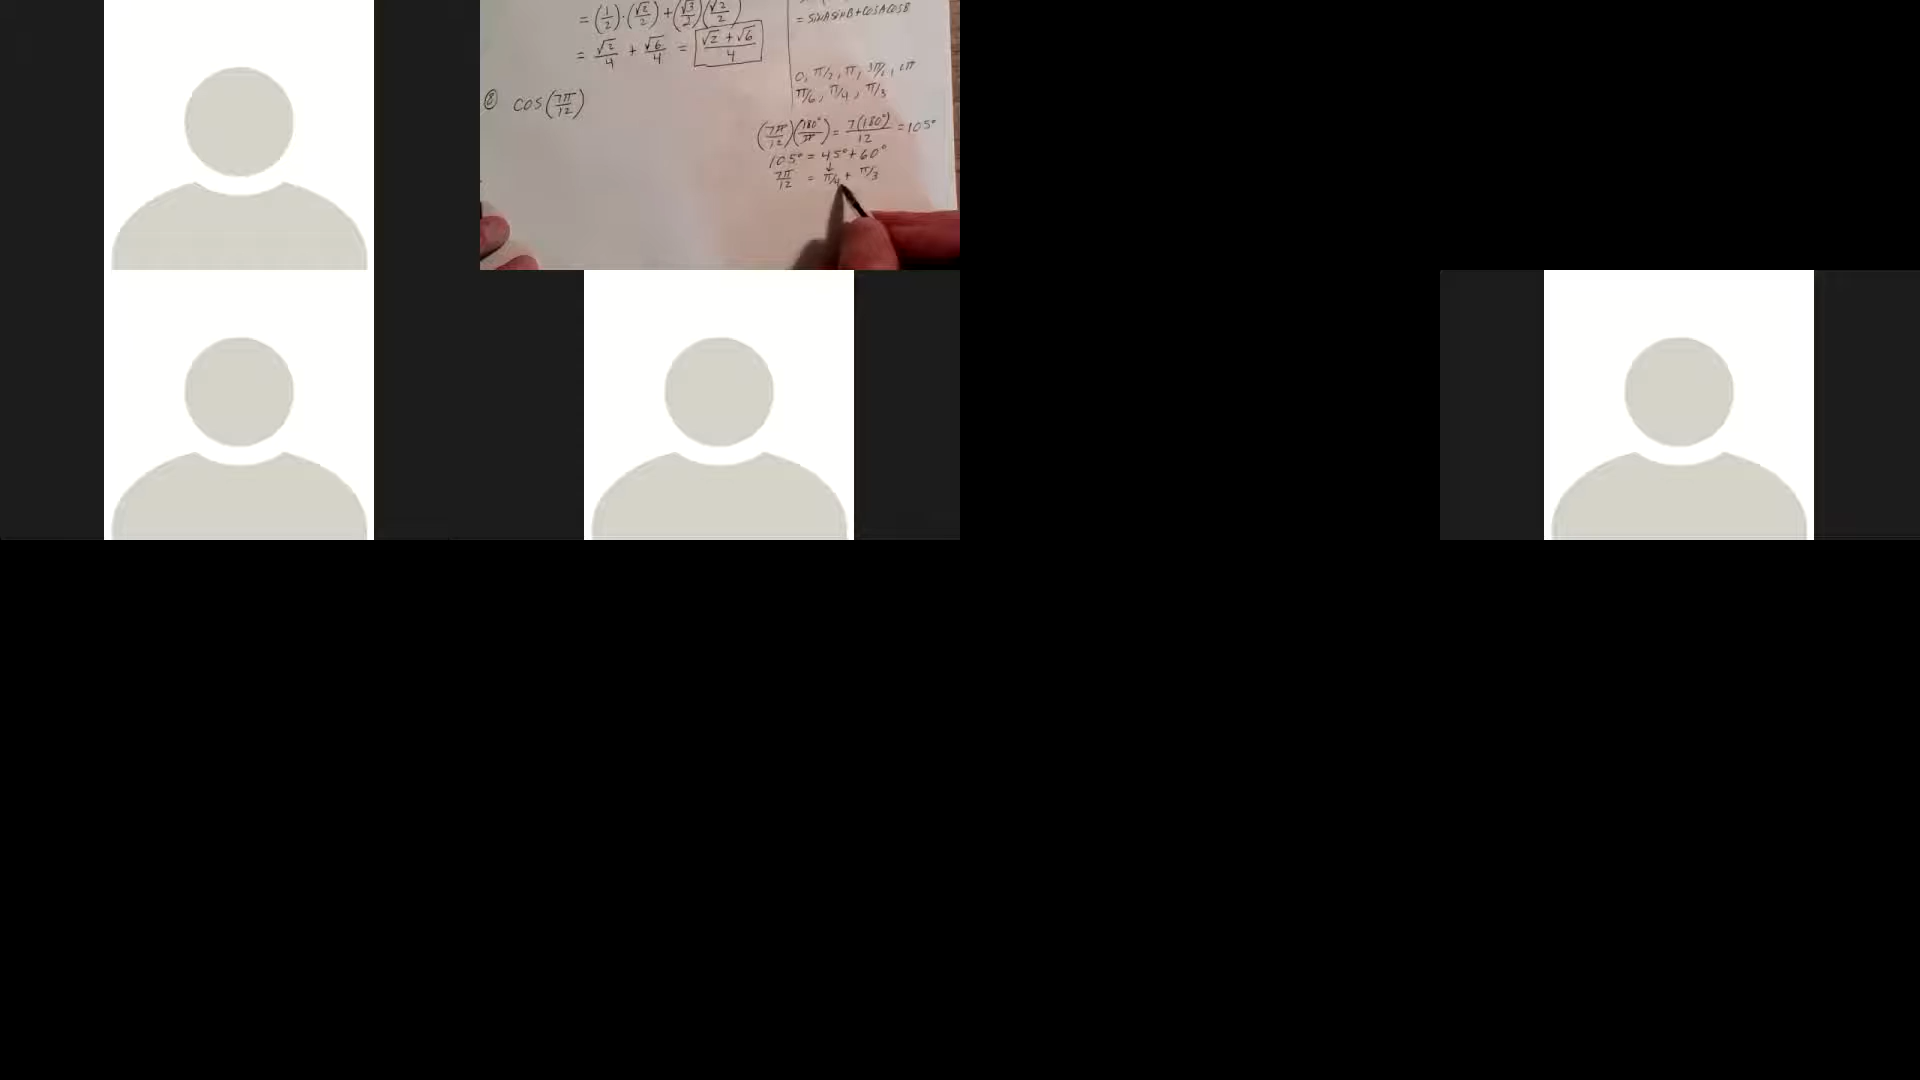 = (1/2)·(√2/2) + (√3/2)(√2/2)
= √2/4 + √6/4 = (√2 + √6)/4
⑧ cos(7π/12)
= sinAsinB + cosAcosB
0, π/2, π, 3π/2, 2π
π/6, π/4, π/3
(7π/12)(180°/π) = 7(180°)/12 = 105°
105° = 45° + 60°
↓
7π/12 = π/4 + π/3